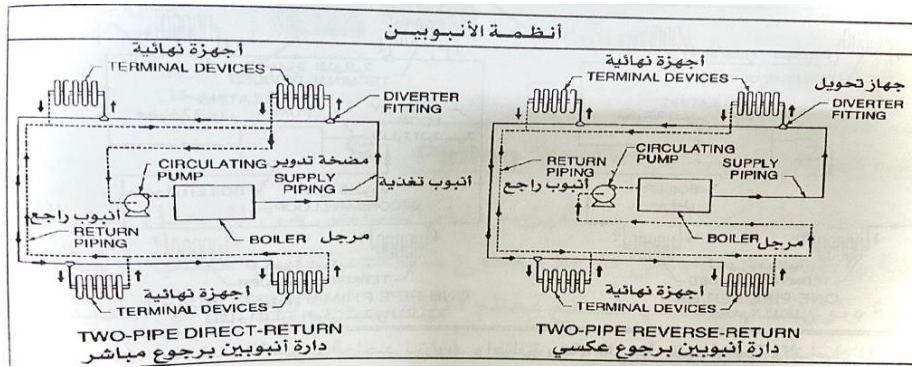 أنظمة الأنبوبين
أجهزة نهائية
TERMINAL DEVICES
DIVERTER
FITTING
CIRCULATING
PUMP
مضخة تدوير
SUPPLY
PIPING
أنبوب تغذية
أنبوب راجع
RETURN
PIPING
BOILER
مرجل
أجهزة نهائية
TERMINAL DEVICES
TWO-PIPE DIRECT-RETURN
دارة أنبوبين برجوع مباشر
أجهزة نهائية
TERMINAL DEVICES
جهاز تحويل
DIVERTER
FITTING
CIRCULATING
PUMP
RETURN
PIPING
أنبوب راجع
SUPPLY
PIPING
BOILER
مرجل
أجهزة نهائية
TERMINAL DEVICES
TWO-PIPE REVERSE-RETURN
دارة أنبوبين برجوع عكسي